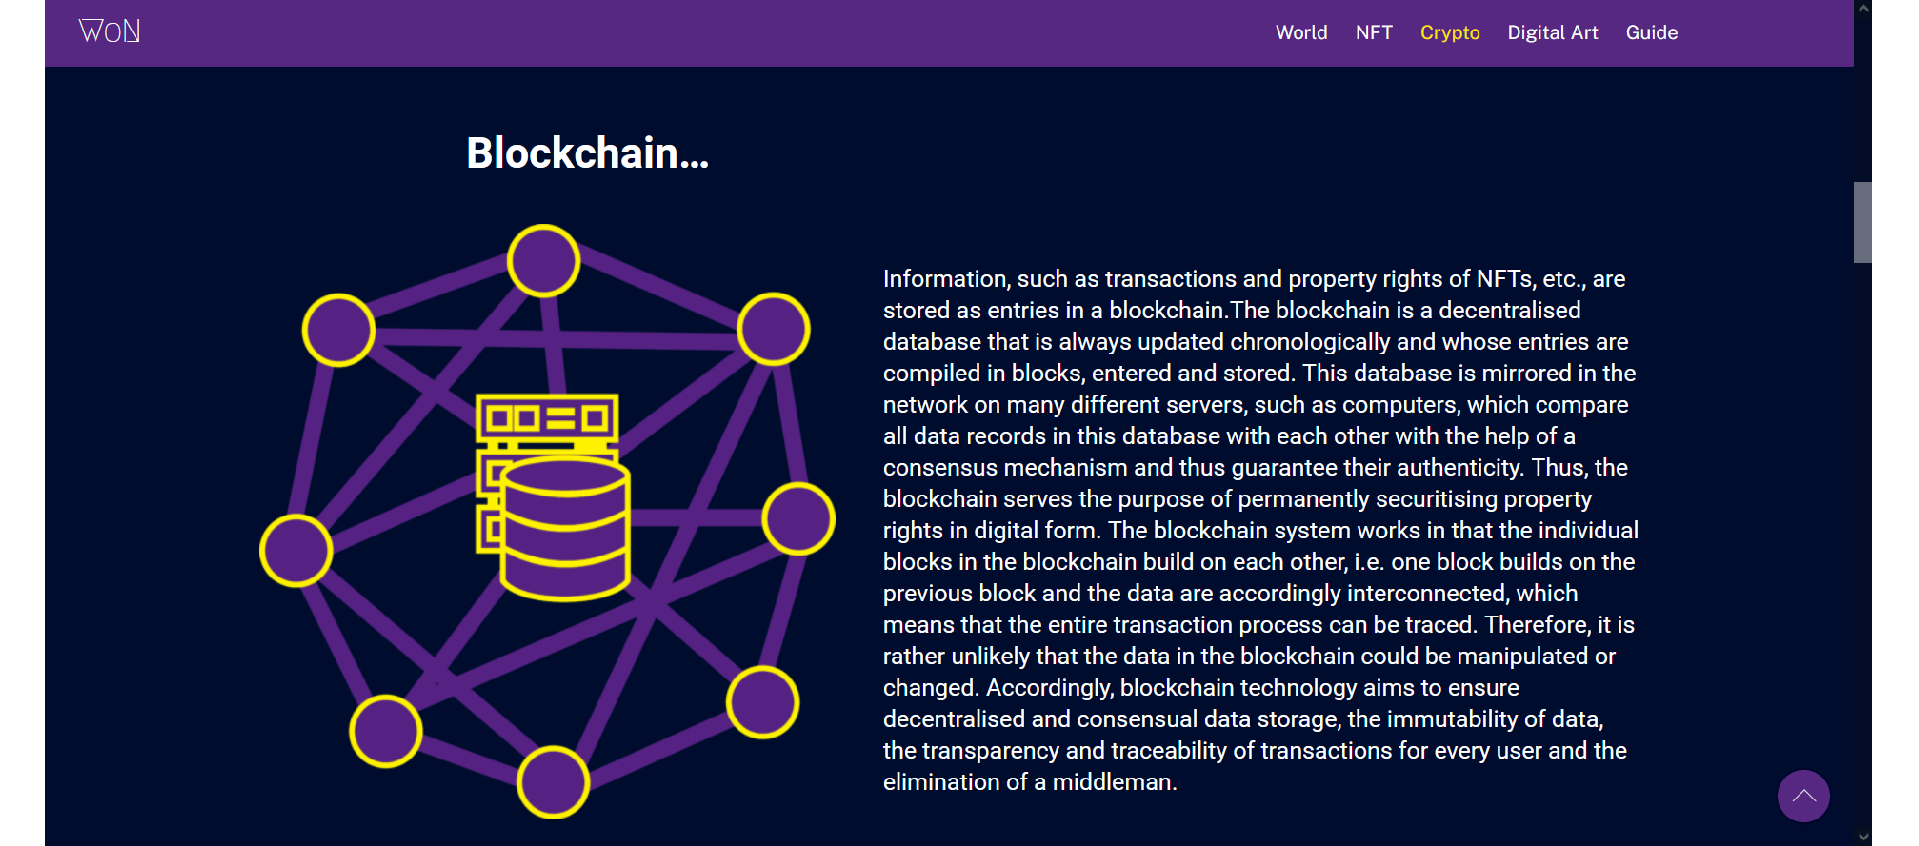 WoN
World NFT Crypto Digital Art Guide
Blockchain...
Information, such as transactions and property rights of NFTs, etc., are
stored as entries in a blockchain.The blockchain is a decentralised
database that is always updated chronologically and whose entries are
compiled in blocks, entered and stored. This database is mirrored in the
network on many different servers, such as computers, which compare
all data records in this database with each other with the help of a
consensus mechanism and thus guarantee their authenticity. Thus, the
blockchain serves the purpose of permanently securitising property
rights in digital form. The blockchain system works in that the individual
blocks in the blockchain build on each other, i.e. one block builds on the
previous block and the data are accordingly interconnected, which
means that the entire transaction process can be traced. Therefore, it is
rather unlikely that the data in the blockchain could be manipulated or
changed. Accordingly, blockchain technology aims to ensure
decentralised and consensual data storage, the immutability of data,
the transparency and traceability of transactions for every user and the
elimination of a middleman.